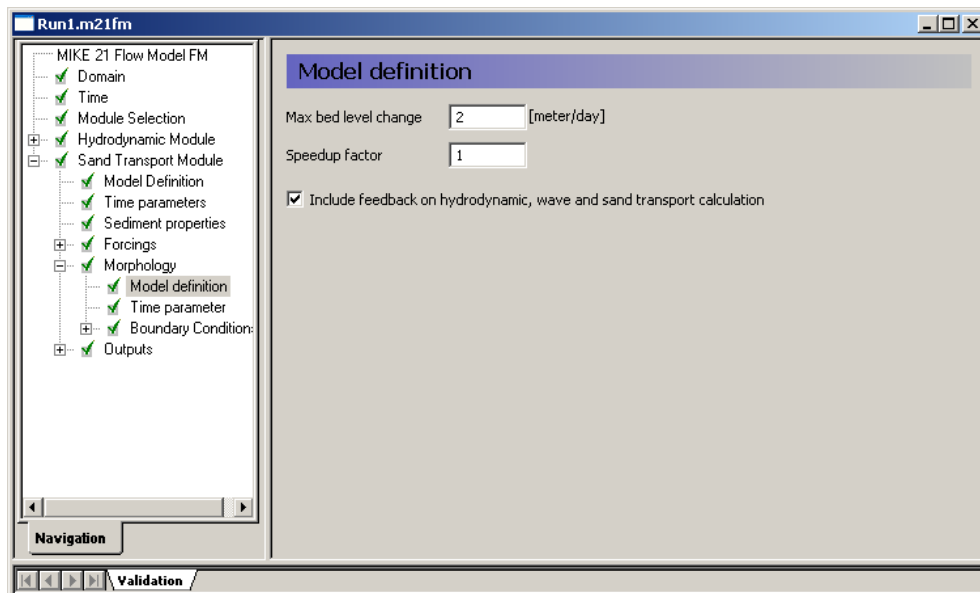 Run1.m21fm
MIKE 21 Flow Model FM
Domain
Time
Module Selection
Hydrodynamic Module
Sand Transport Module
Model Definition
Time parameters
Sediment properties
Forcings
Morphology
Model definition
Time parameter
Boundary Condition
Outputs
Navigation
Model definition
Max bed level change 2 [meter/day]
Speedup factor 1
Include feedback on hydrodynamic, wave and sand transport calculation
Validation